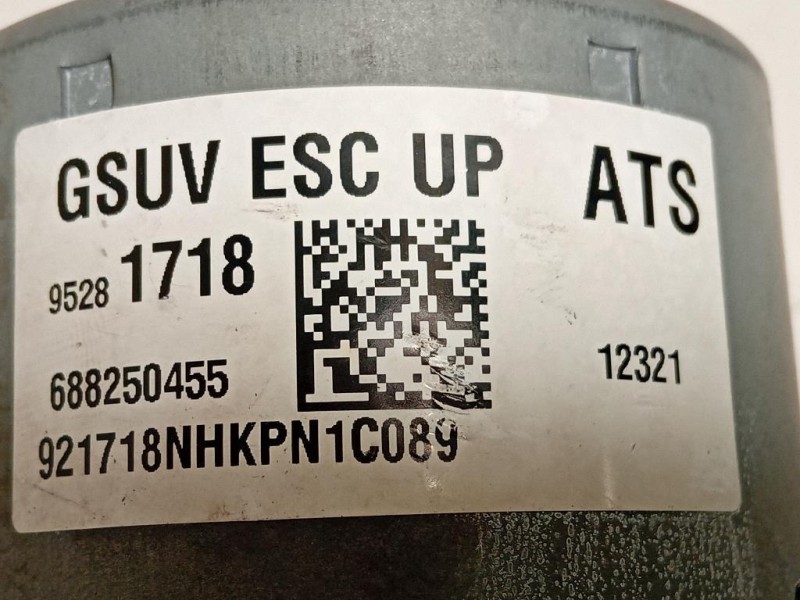 GSUV ESC UP ATS
9528 1718
688250455 12321
921718NHKPN1C089